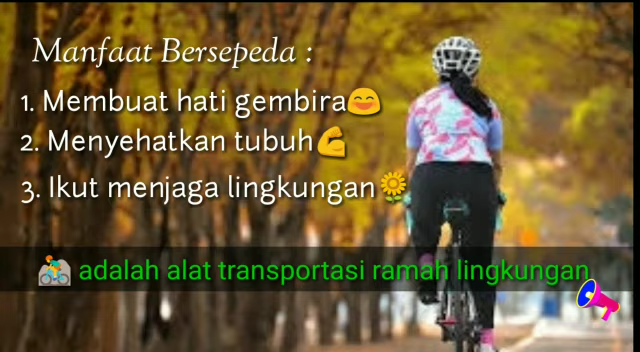 Manfaat Bersepeda :
1. Membuat hati gembira😄
2. Menyehatkan tubuh💪
3. Ikut menjaga lingkungan🌻
🚵 adalah alat transportasi ramah lingkungan